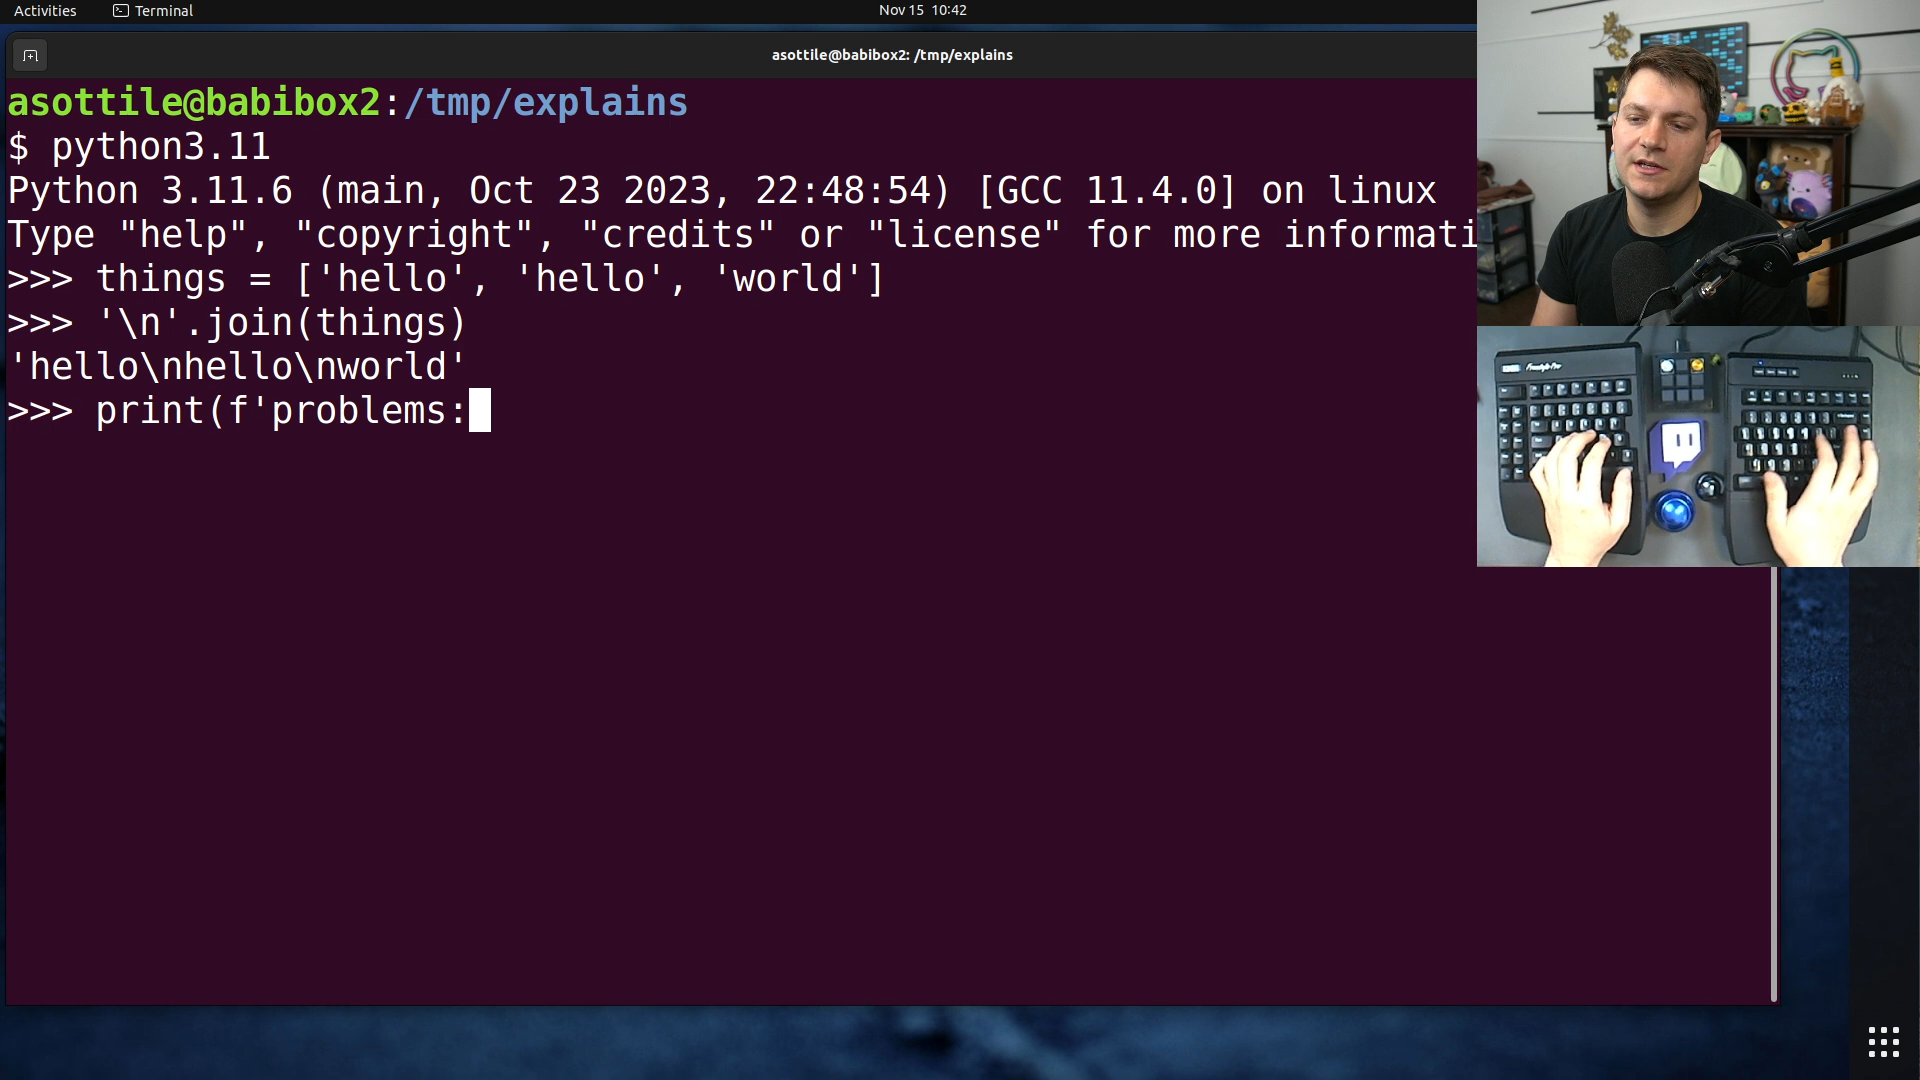 Activities
Terminal
Nov 15 10:42
asottile@babibox2: /tmp/explains
asottile@babibox2:/tmp/explains
$ python3.11
Python 3.11.6 (main, Oct 23 2023, 22:48:54) [GCC 11.4.0] on linux
Type "help", "copyright", "credits" or "license" for more informati
>>> things = ['hello', 'hello', 'world']
>>> '\n'.join(things)
'hello\nhello\nworld'
>>> print(f'problems:
Freestyle Pro